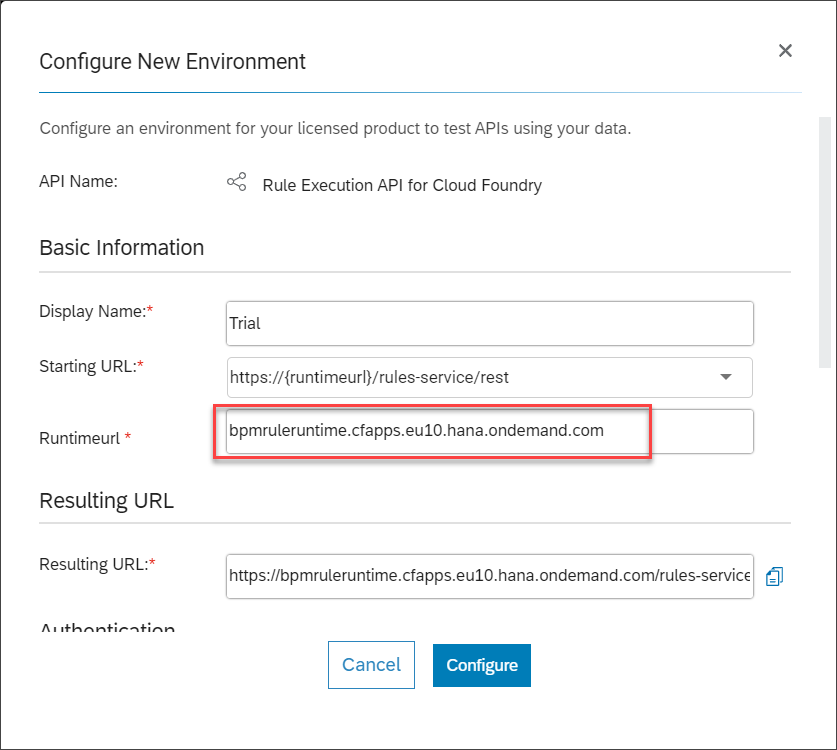 Configure New Environment
Configure an environment for your licensed product to test APIs using your data.
API Name:
Rule Execution API for Cloud Foundry
Basic Information
Display Name:*
Trial
Starting URL:*
https://{runtimeurl}/rules-service/rest
Runtimeurl *
bpmruleruntime.cfapps.eu10.hana.ondemand.com
Resulting URL
Resulting URL:*
https://bpmruleruntime.cfapps.eu10.hana.ondemand.com/rules-service
Authentication
Cancel
Configure